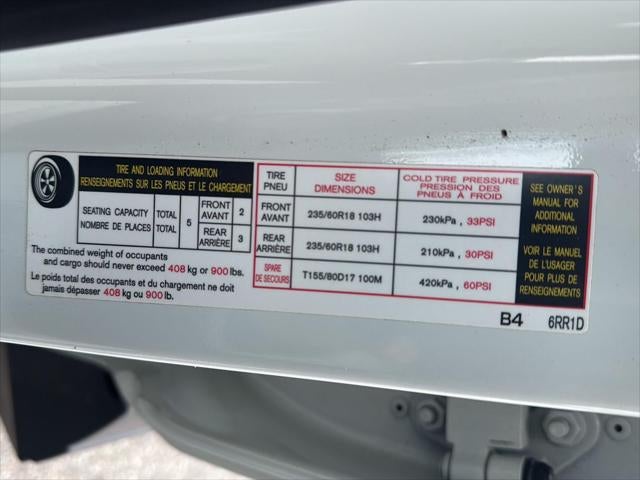 TIRE AND LOADING INFORMATION
RENSEIGNEMENTS SUR LES PNEUS ET LE CHARGEMENT
SEATING CAPACITY
NOMBRE DE PLACES
TOTAL
TOTAL
5
FRONT
AVANT
2
REAR
ARRIÈRE
3
The combined weight of occupants
and cargo should never exceed 408 kg or 900 lbs.
Le poids total des occupants et du chargement ne doit
jamais dépasser 408 kg ou 900 lb.
TIRE
PNEU
SIZE
DIMENSIONS
COLD TIRE PRESSURE
PRESSION DES
PNEUS À FROID
FRONT
AVANT
235/60R18 103H
230kPa , 33PSI
REAR
ARRIÈRE
235/60R18 103H
210kPa , 30PSI
SPARE
DE SECOURS
T155/80D17 100M
420kPa , 60PSI
SEE OWNER'S
MANUAL FOR
ADDITIONAL
INFORMATION
VOIR LE MANUEL
DE L'USAGER
POUR PLUS DE
RENSEIGNEMENTS
B4 6RR1D